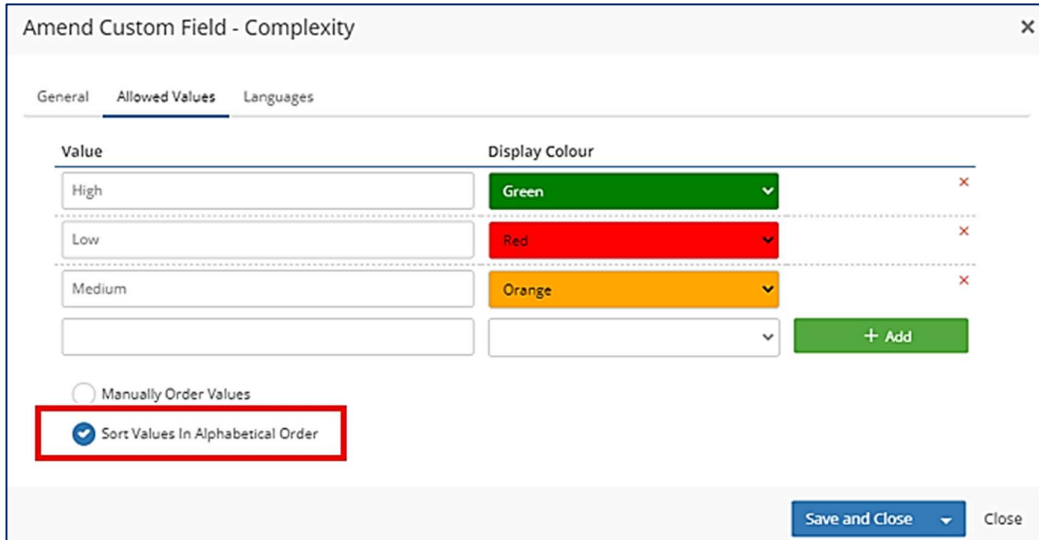 Amend Custom Field - Complexity ×
General Allowed Values Languages
Value Display Colour
High Green ×
Low Red ×
Medium Orange ×
+ Add
Manually Order Values
Sort Values In Alphabetical Order
Save and Close Close